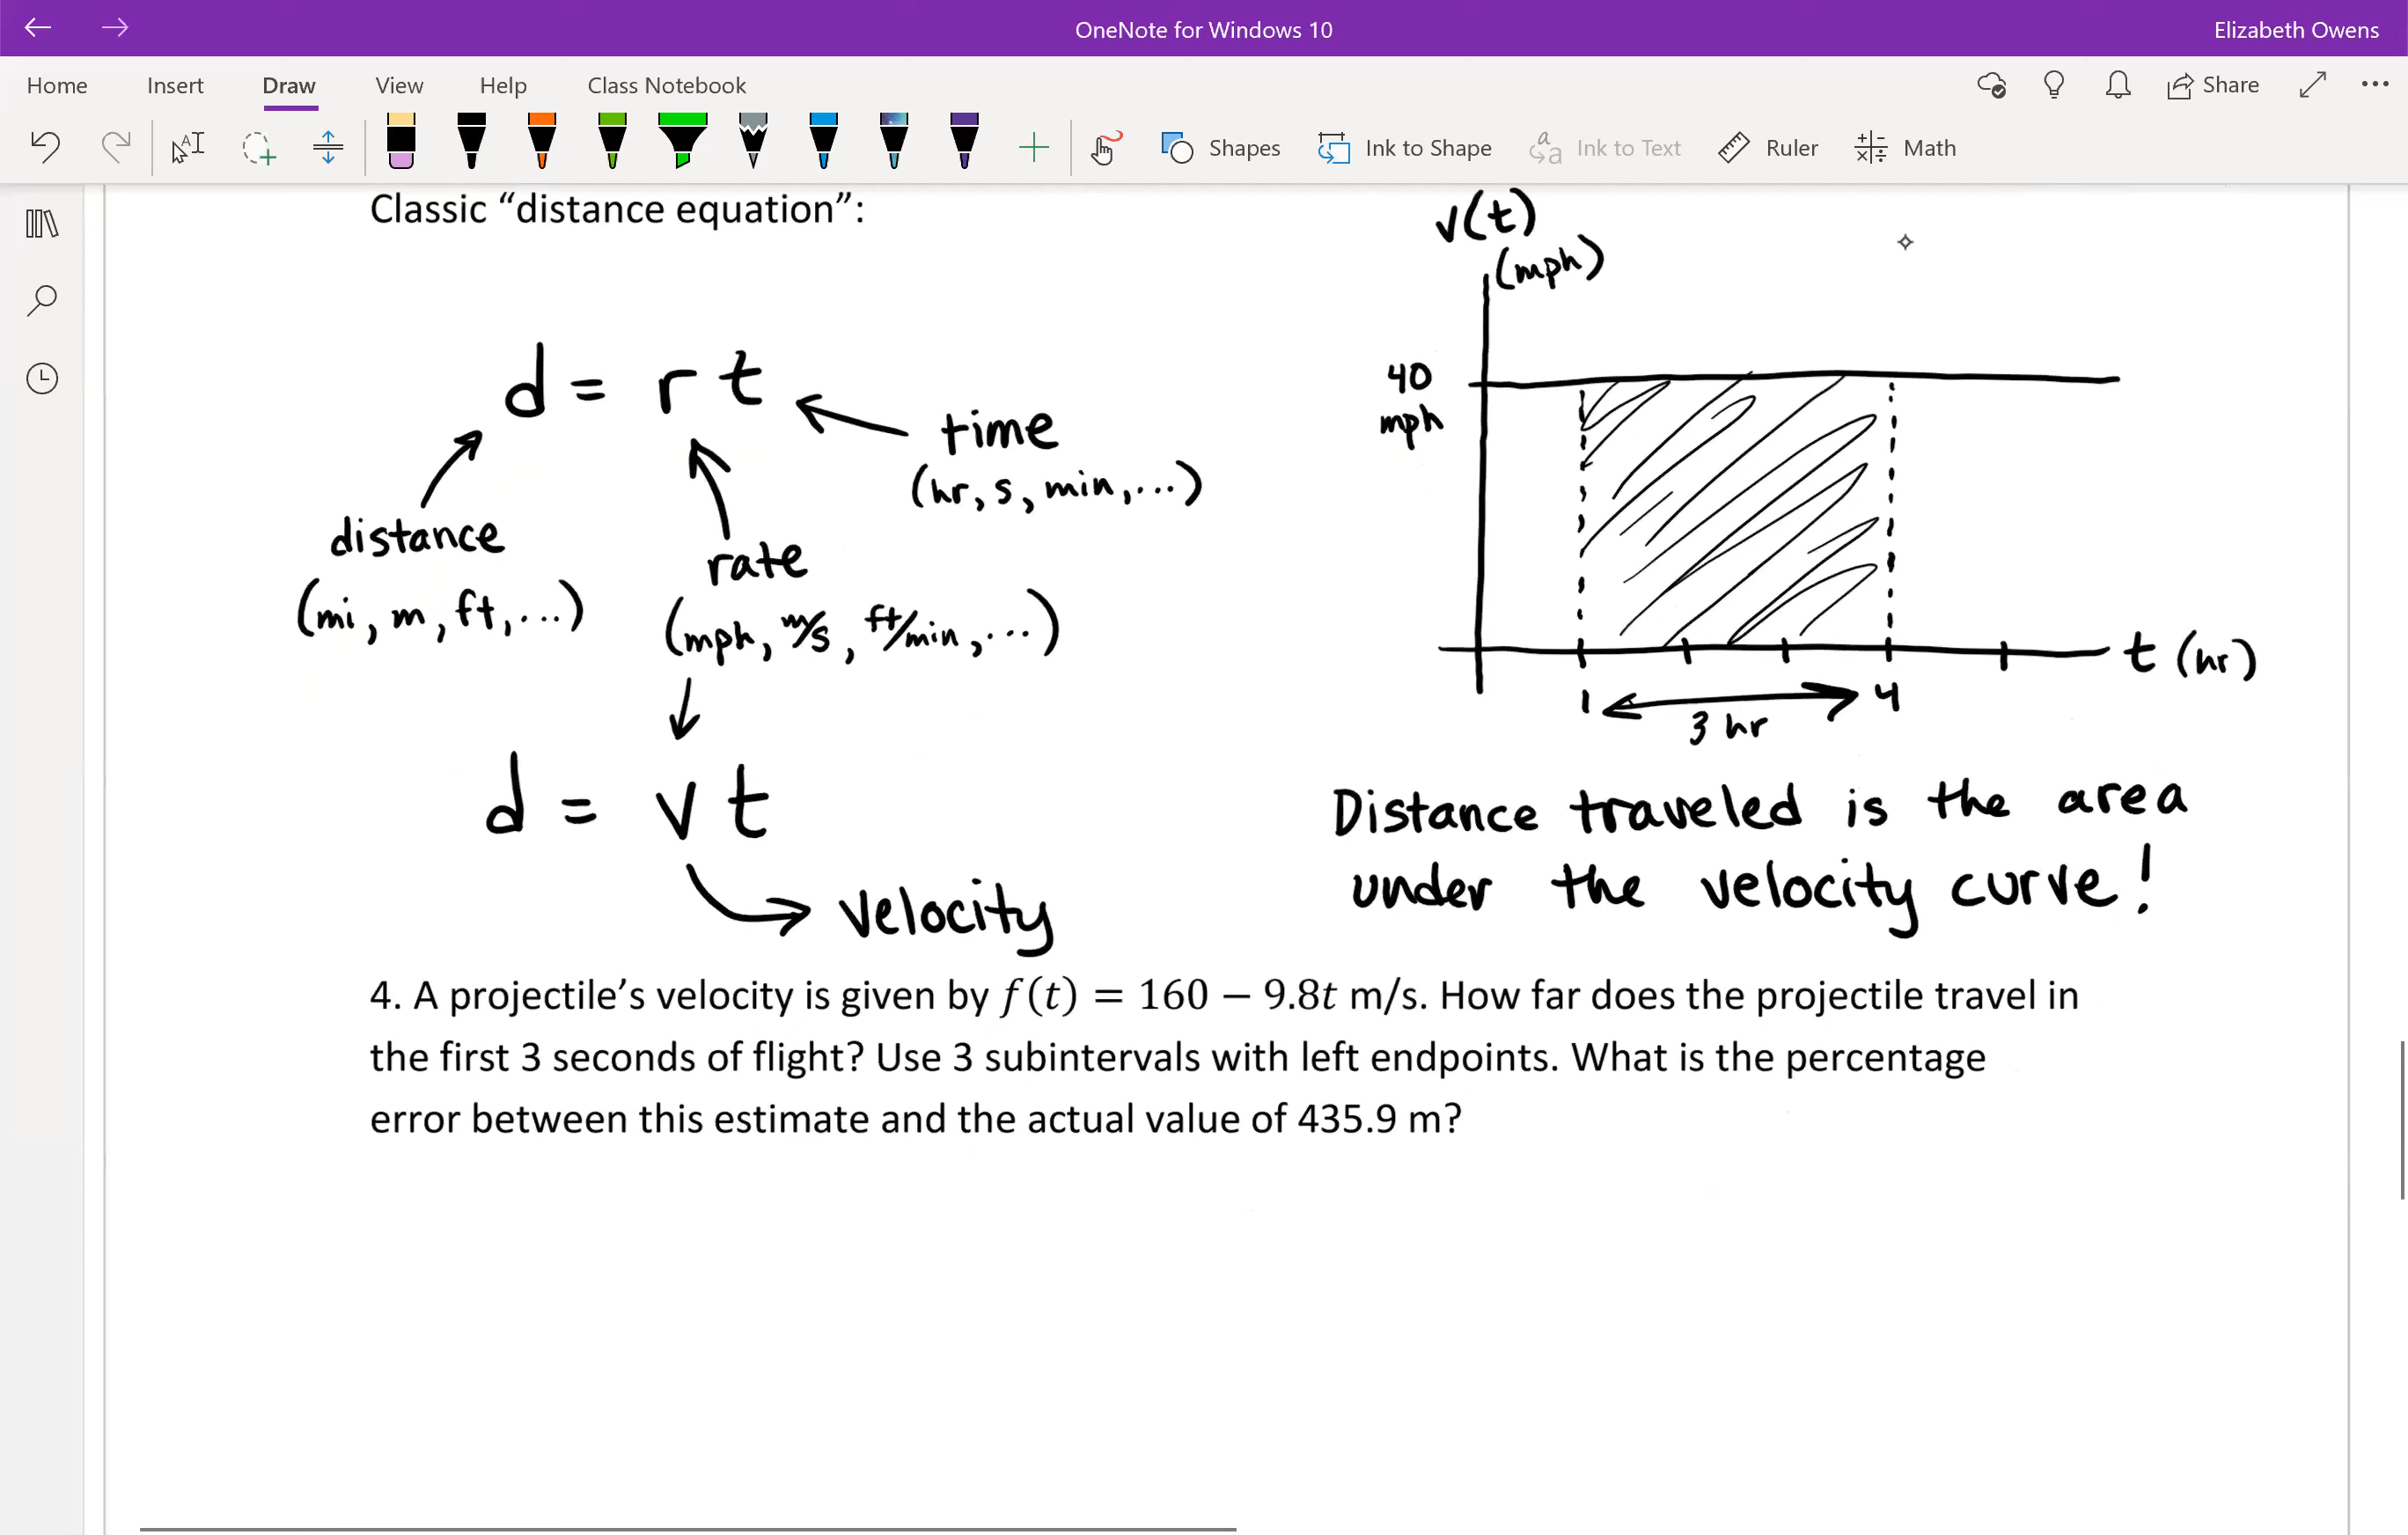 OneNote for Windows 10
Elizabeth Owens
Home Insert Draw View Help Class Notebook
Share
Shapes Ink to Shape Ink to Text Ruler Math
Classic “distance equation”:
d = r t
time
(hr, s, min, ...)
distance
(mi, m, ft, ...)
rate
(mph, m/s, ft/min, ...)
d = v t
velocity
v(t)
(mph)
40
mph
t (hr)
1 4
3 hr
Distance traveled is the area
under the velocity curve!
4. A projectile’s velocity is given by f(t) = 160 − 9.8t m/s. How far does the projectile travel in
the first 3 seconds of flight? Use 3 subintervals with left endpoints. What is the percentage
error between this estimate and the actual value of 435.9 m?